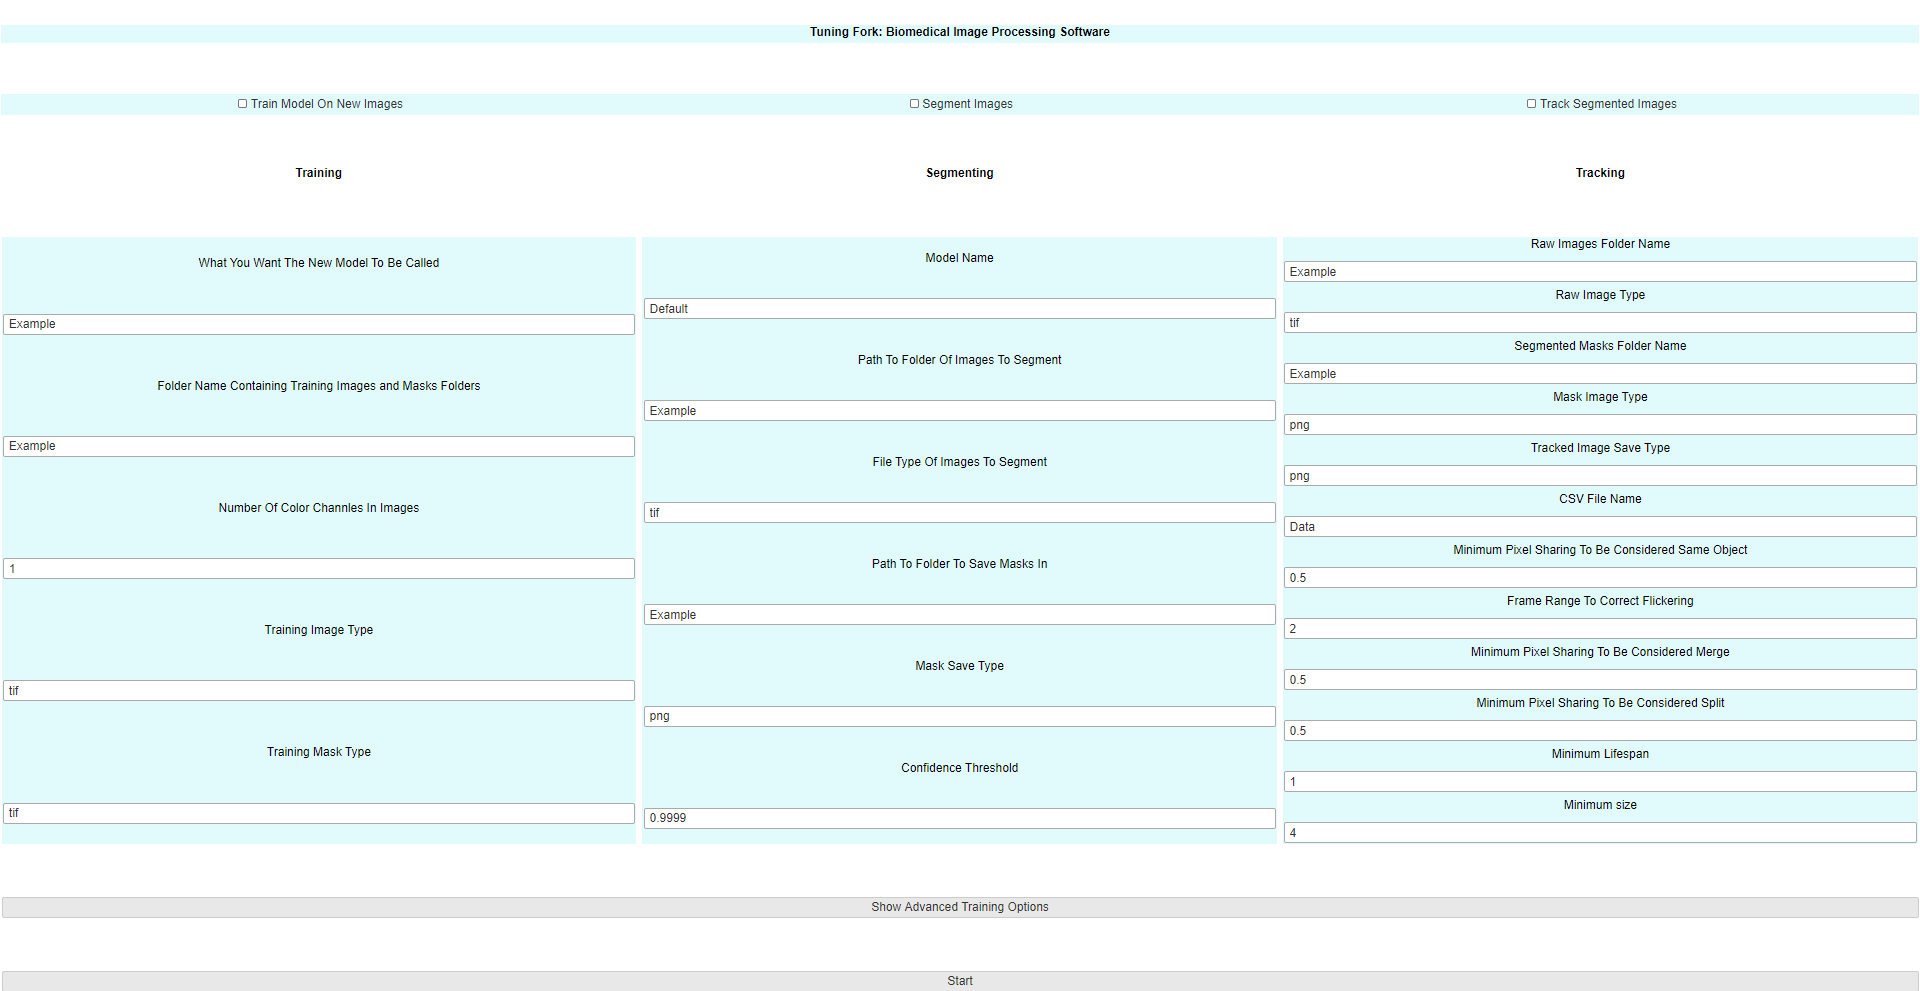 Tuning Fork: Biomedical Image Processing Software
Train Model On New Images
Segment Images
Track Segmented Images
Training
Segmenting
Tracking
What You Want The New Model To Be Called
Example
Folder Name Containing Training Images and Masks Folders
Example
Number Of Color Channles In Images
1
Training Image Type
tif
Training Mask Type
tif
Model Name
Default
Path To Folder Of Images To Segment
Example
File Type Of Images To Segment
tif
Path To Folder To Save Masks In
Example
Mask Save Type
png
Confidence Threshold
0.9999
Raw Images Folder Name
Example
Raw Image Type
tif
Segmented Masks Folder Name
Example
Mask Image Type
png
Tracked Image Save Type
png
CSV File Name
Data
Minimum Pixel Sharing To Be Considered Same Object
0.5
Frame Range To Correct Flickering
2
Minimum Pixel Sharing To Be Considered Merge
0.5
Minimum Pixel Sharing To Be Considered Split
0.5
Minimum Lifespan
1
Minimum size
4
Show Advanced Training Options
Start